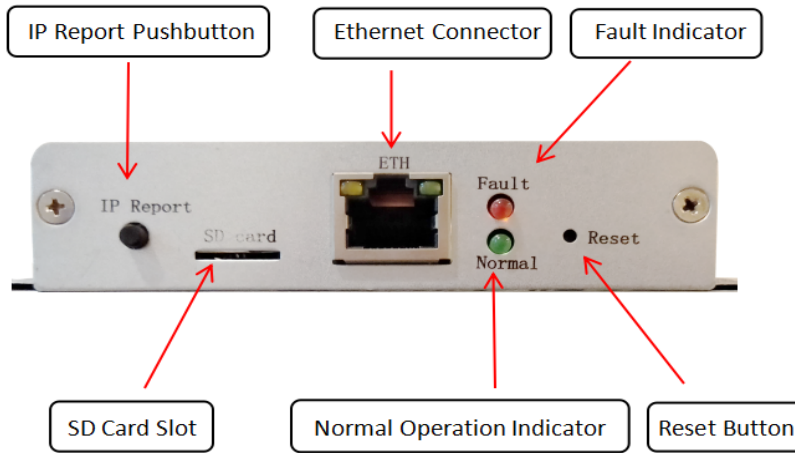 IP Report Pushbutton
Ethernet Connector
Fault Indicator
ETH
Fault
IP Report
SD card
Reset
Normal
SD Card Slot
Normal Operation Indicator
Reset Button